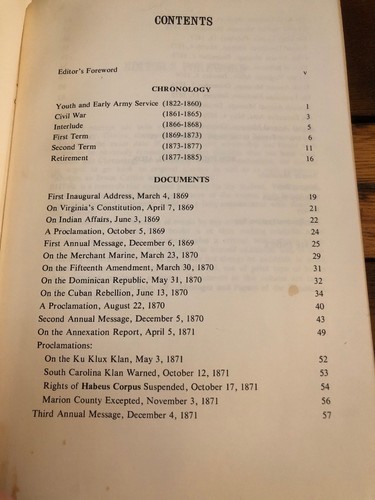 CONTENTS
Editor's Foreword v
CHRONOLOGY
Youth and Early Army Service (1822-1860) 1
Civil War (1861-1865) 3
Interlude (1866-1868) 5
First Term (1869-1873) 6
Second Term (1873-1877) 11
Retirement (1877-1885) 16
DOCUMENTS
First Inaugural Address, March 4, 1869 19
On Virginia's Constitution, April 7, 1869 21
On Indian Affairs, June 3, 1869 22
A Proclamation, October 5, 1869 24
First Annual Message, December 6, 1869 25
On the Merchant Marine, March 23, 1870 29
On the Fifteenth Amendment, March 30, 1870 31
On the Dominican Republic, May 31, 1870 32
On the Cuban Rebellion, June 13, 1870 34
A Proclamation, August 22, 1870 40
Second Annual Message, December 5, 1870 43
On the Annexation Report, April 5, 1871 49
Proclamations:
On the Ku Klux Klan, May 3, 1871 52
South Carolina Klan Warned, October 12, 1871 53
Rights of Habeus Corpus Suspended, October 17, 1871 54
Marion County Excepted, November 3, 1871 56
Third Annual Message, December 4, 1871 57